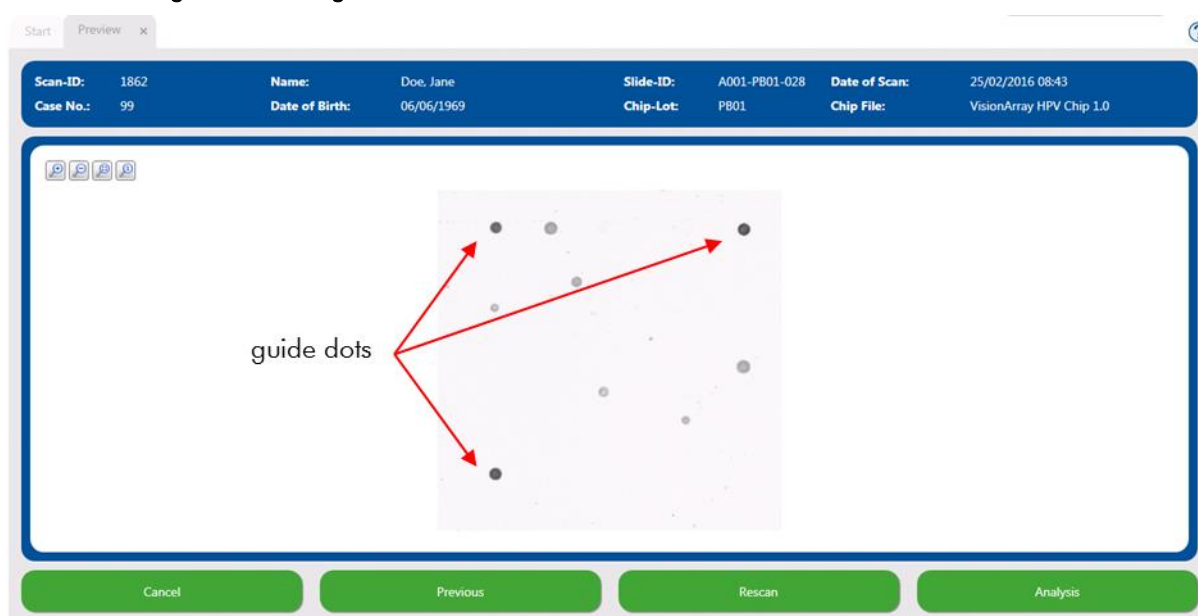 Start Preview x
Scan-ID: 1862 Name: Doe, Jane Slide-ID: A001-PB01-028 Date of Scan: 25/02/2016 08:43
Case No.: 99 Date of Birth: 06/06/1969 Chip-Lot: PB01 Chip File: VisionArray HPV Chip 1.0
guide dots
Cancel Previous Rescan Analysis